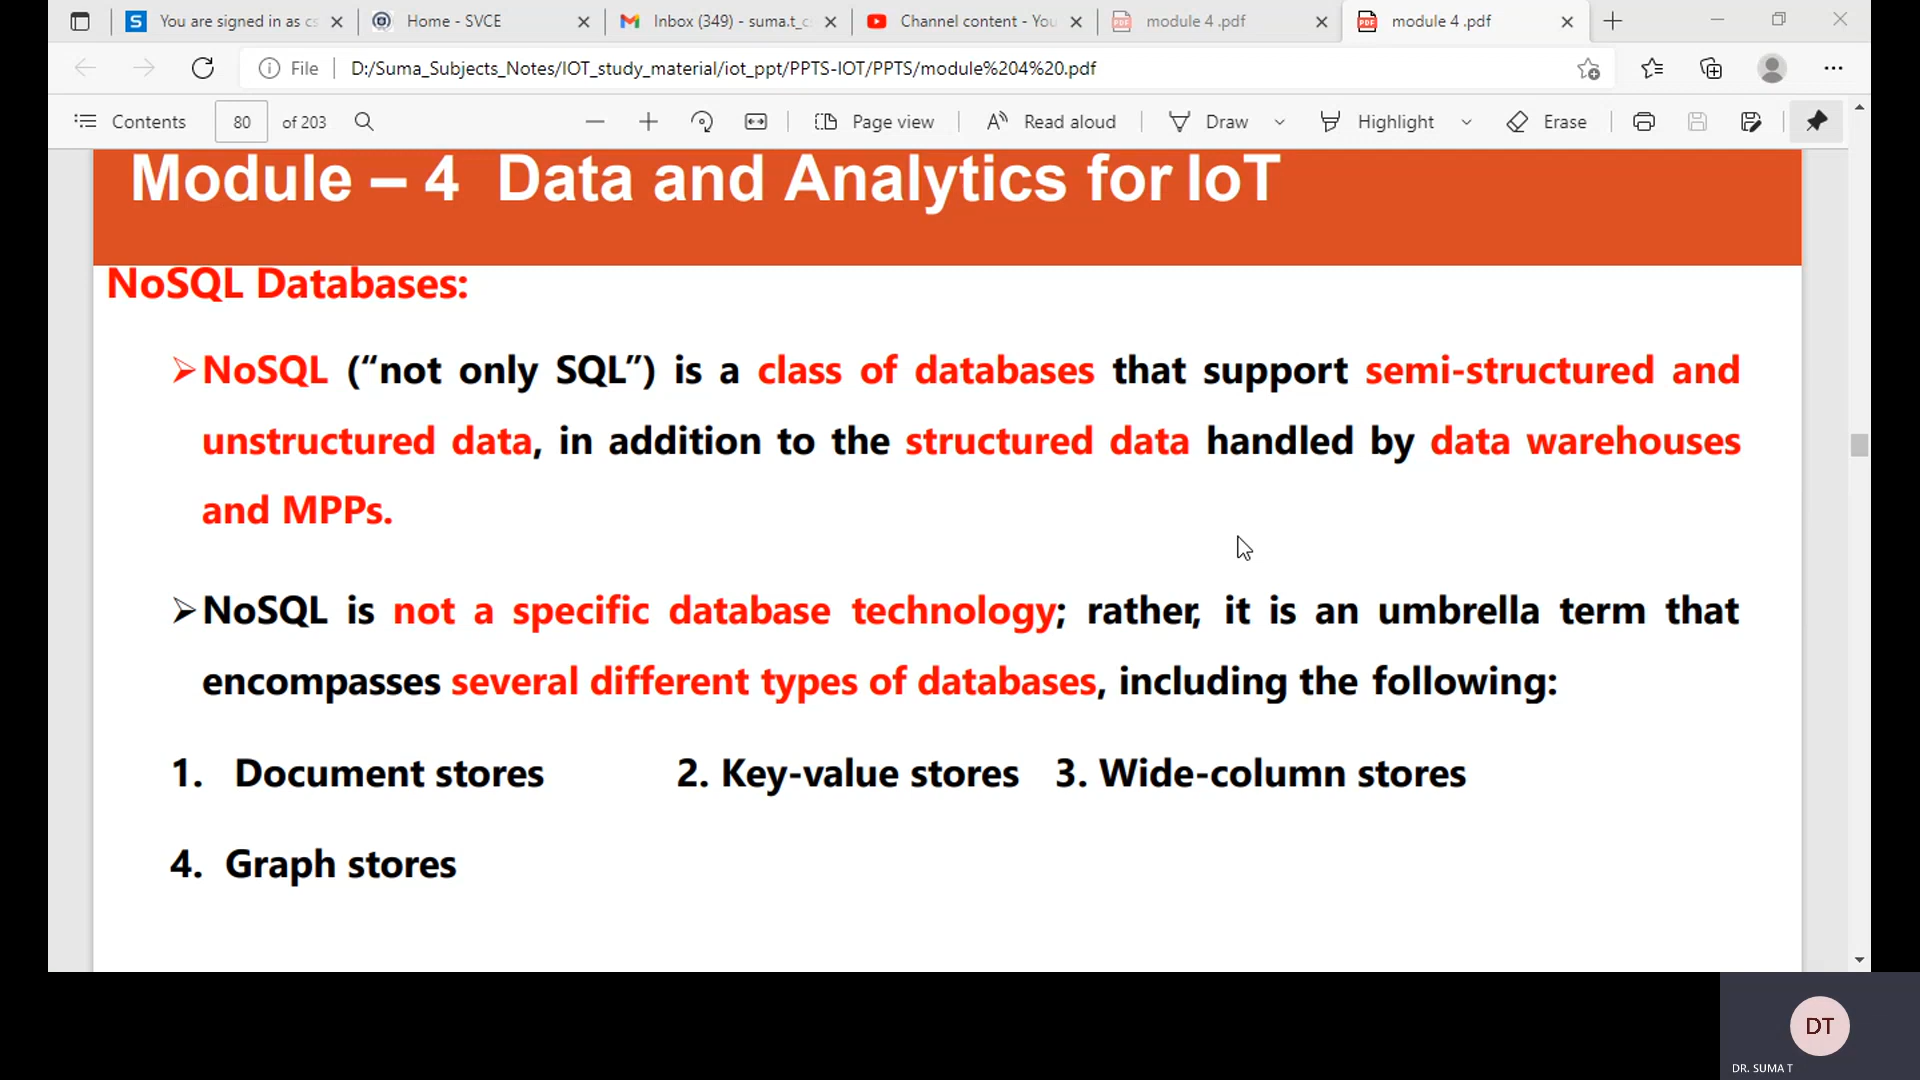 You are signed in as cs
Home - SVCE
Inbox (349) - suma.t_c
Channel content - You
module 4 .pdf
module 4 .pdf
File
D:/Suma_Subjects_Notes/IOT_study_material/iot_ppt/PPTS-IOT/PPTS/module%204%20.pdf
Contents 80 of 203 Page view Read aloud Draw Highlight Erase
Module – 4 Data and Analytics for IoT
NoSQL Databases:
NoSQL (“not only SQL”) is a class of databases that support semi-structured and
unstructured data, in addition to the structured data handled by data warehouses
and MPPs.
NoSQL is not a specific database technology; rather, it is an umbrella term that
encompasses several different types of databases, including the following:
1. Document stores 2. Key-value stores 3. Wide-column stores
4. Graph stores
DT
DR. SUMA T